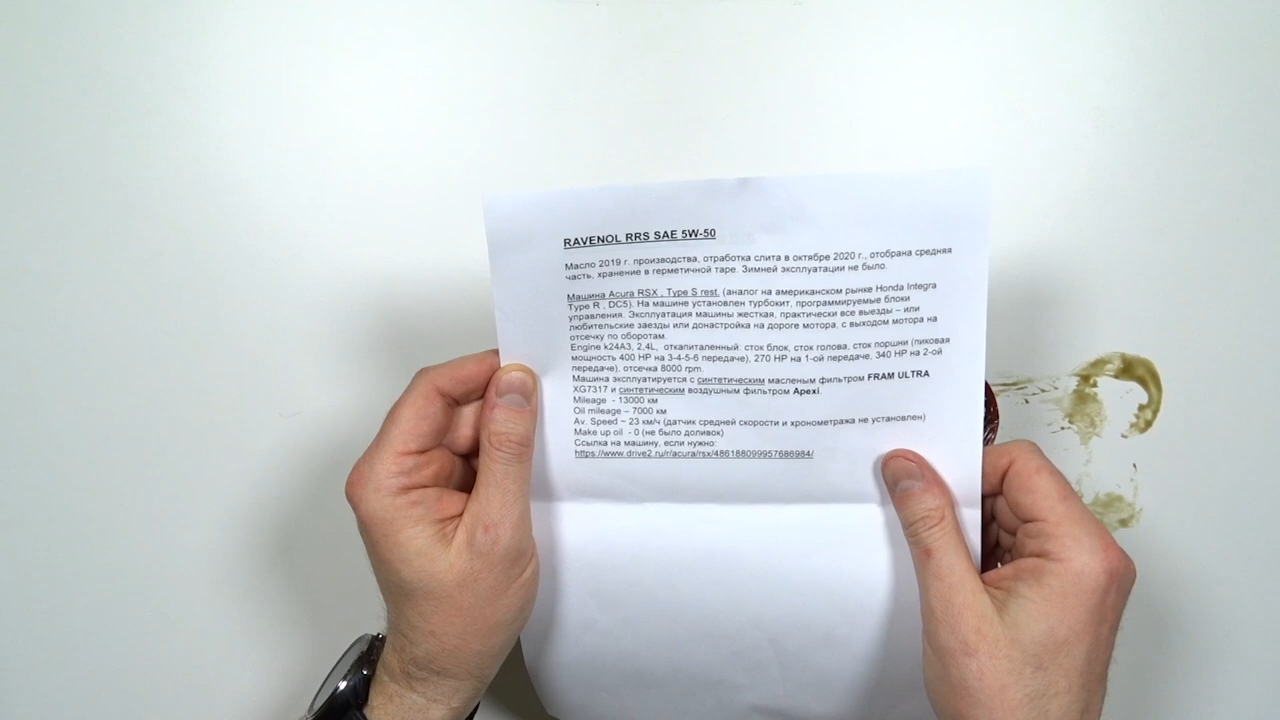 RAVENOL RRS SAE 5W-50
Масло 2019 г. производства, отработка слита в октябре 2020 г., отобрана средняя
часть, хранение в герметичной таре. Зимней эксплуатации не было.
Машина Acura RSX , Type S rest. (аналог на американском рынке Honda Integra
Type R , DC5). На машине установлен турбокит, программируемые блоки
управления. Эксплуатация машины жесткая, практически все выезды – или
любительские заезды или донастройка на дороге мотора, с выходом мотора на
отсечку по оборотам.
Engine k24A3, 2,4L, откапиталенный: сток блок, сток голова, сток поршни (пиковая
мощность 400 HP на 3-4-5-6 передаче), 270 HP на 1-ой передаче, 340 HP на 2-ой
передаче), отсечка 8000 rpm.
Машина эксплуатируется с синтетическим масленым фильтром FRAM ULTRA
XG7317 и синтетическим воздушным фильтром Apexi.
Mileage - 13000 км
Oil mileage – 7000 км
Av. Speed ~ 23 км/ч (датчик средней скорости и хронометража не установлен)
Make up oil - 0 (не было доливок)
Ссылка на машину, если нужно:
https://www.drive2.ru/r/acura/rsx/486188099957686984/